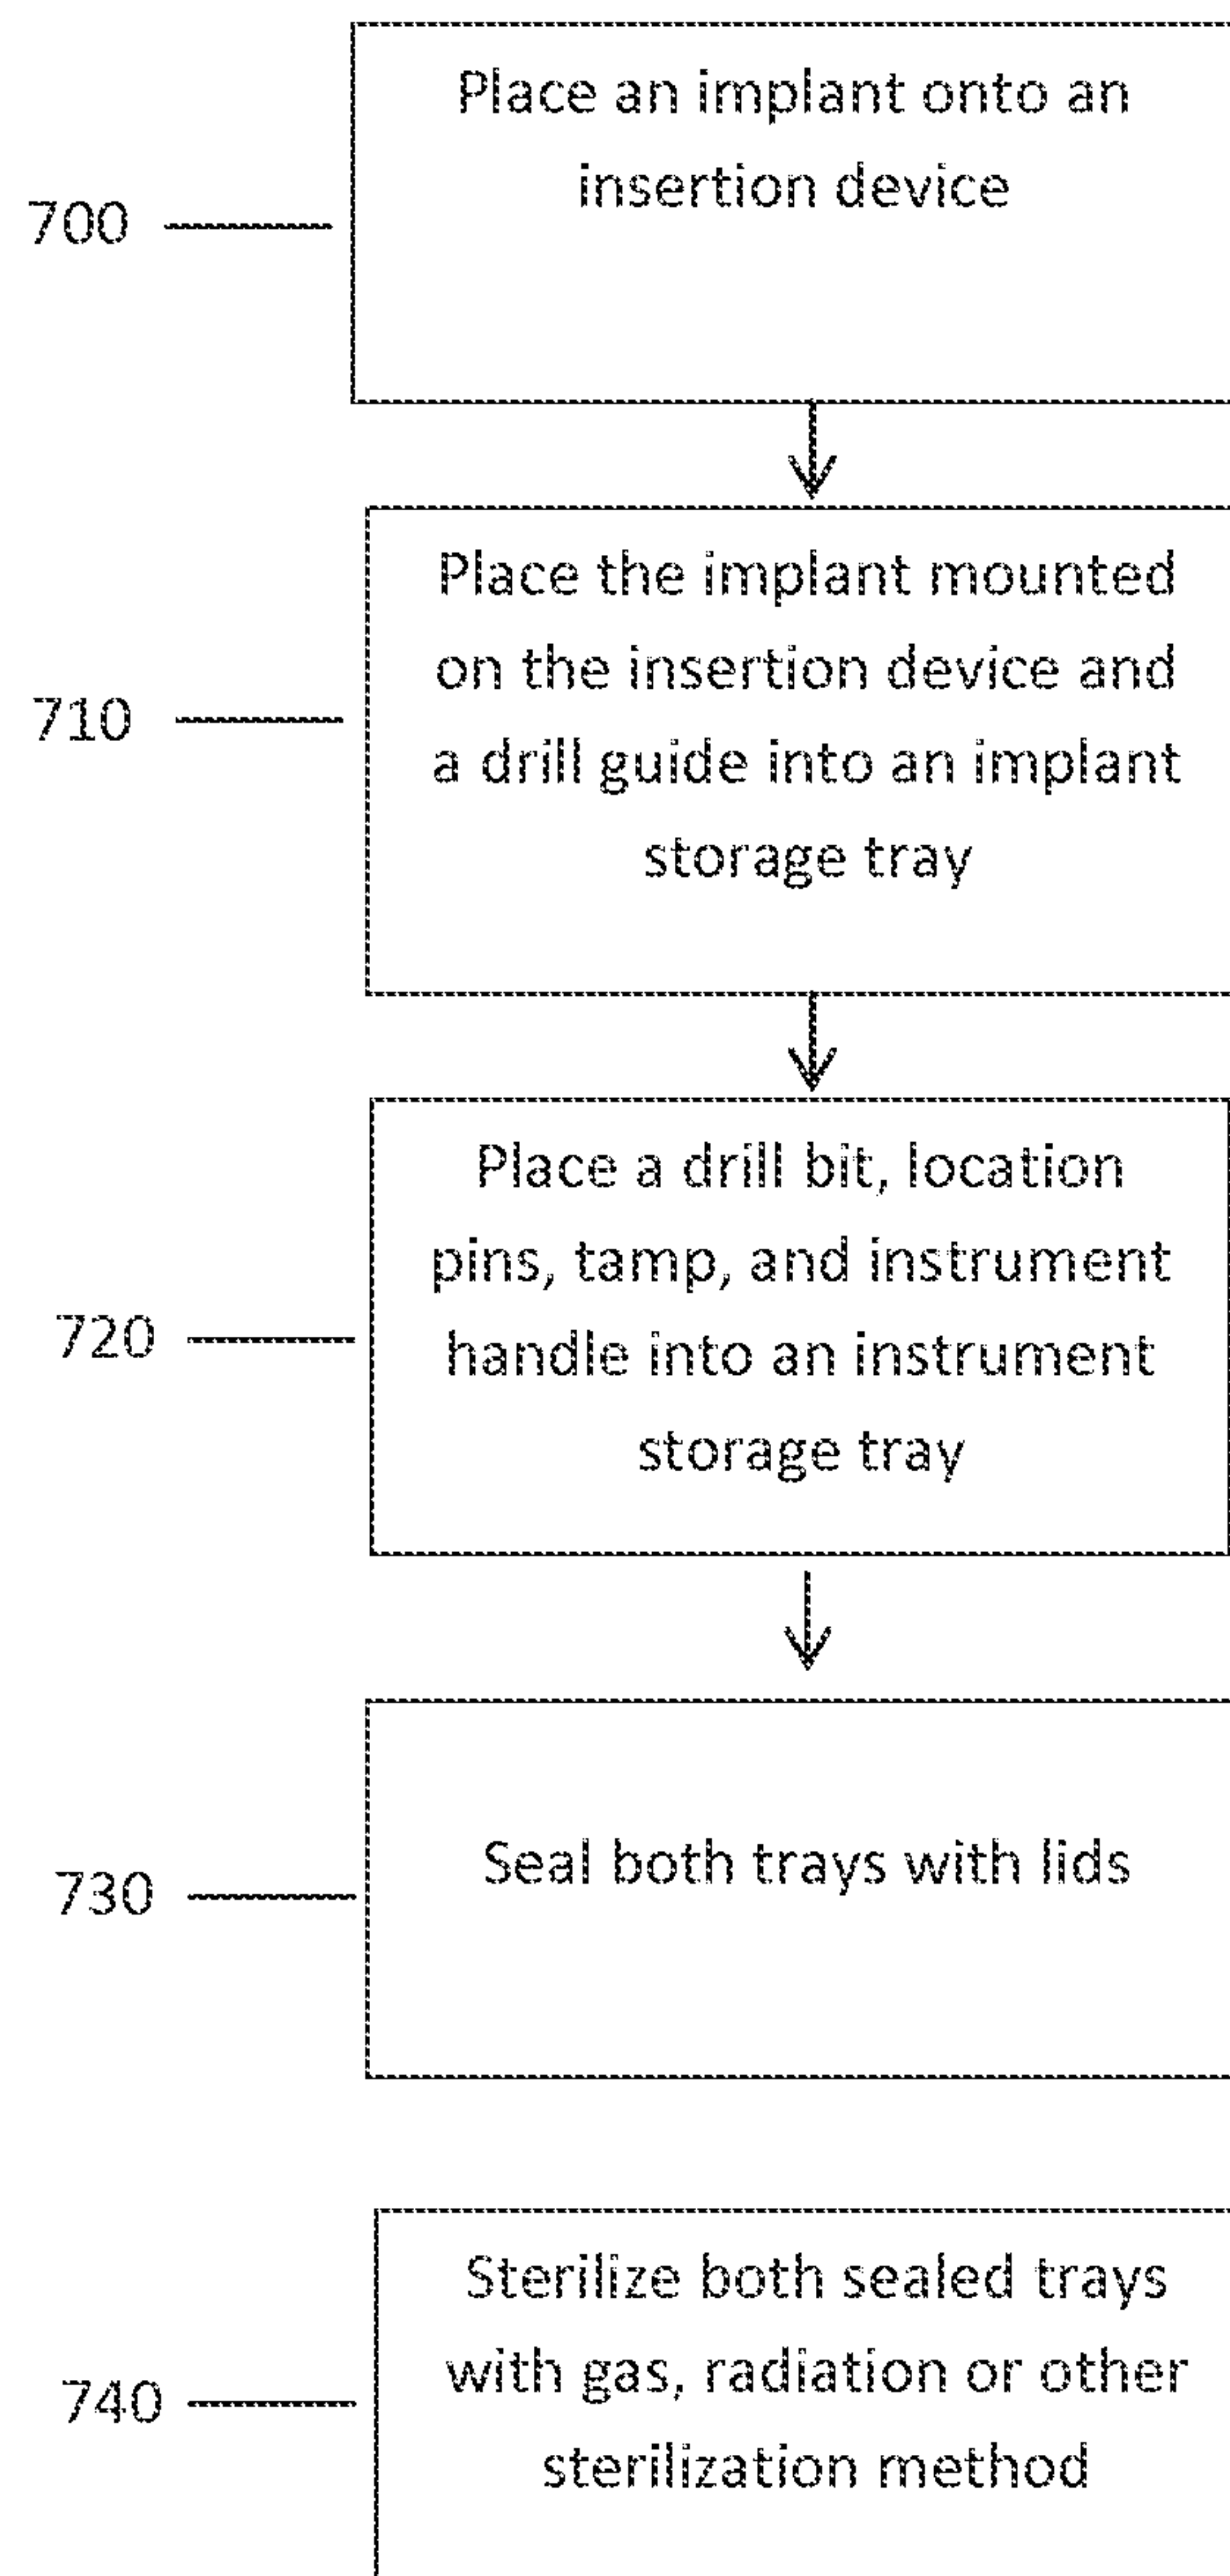 Place an implant onto an
insertion device
700
Place the implant mounted
on the insertion device and
710
a drill guide into an implant
storage tray
Place a drill bit, location
pins, tamp, and instrument
720
handle into an instrument
storage tray
Seal both trays with lids
730
Sterilize both sealed trays
with gas, radiation or other
740
sterilization method